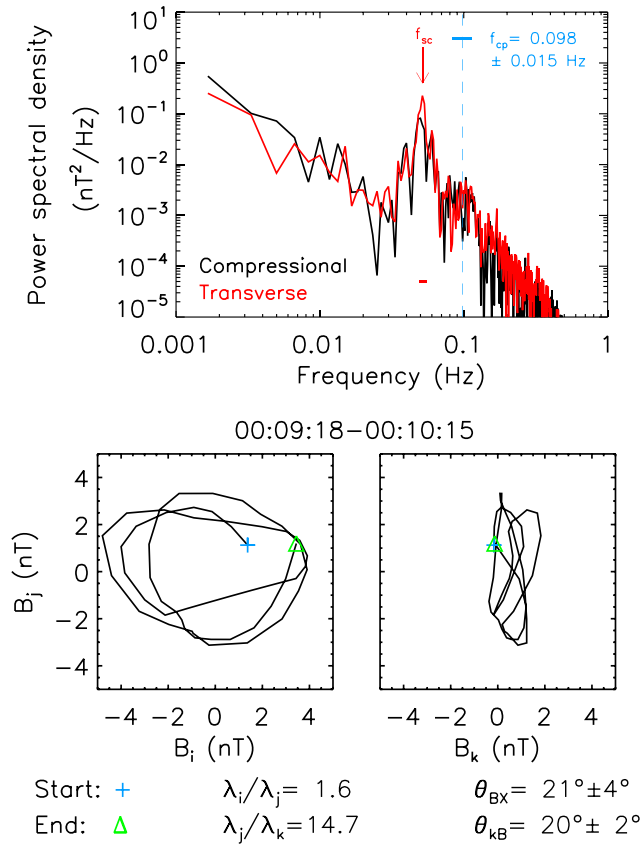 Power spectral density
(nT²/Hz)
10¹
10⁰
10⁻¹
10⁻²
10⁻³
10⁻⁴
10⁻⁵
f_sc
f_cp= 0.098
± 0.015 Hz
Compressional
Transverse
0.001 0.01 0.1 1
Frequency (Hz)
00:09:18−00:10:15
B_j (nT)
4
2
0
−2
−4
−4 −2 0 2 4
B_i (nT)
−4 −2 0 2 4
B_k (nT)
Start: + λ_i/λ_j= 1.6 θ_BX= 21°±4°
End: Δ λ_j/λ_k=14.7 θ_kB= 20°± 2°